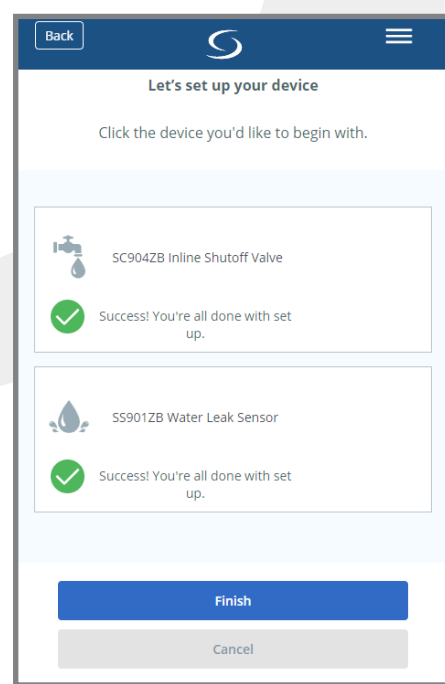 Back
Let's set up your device
Click the device you'd like to begin with.
SC904ZB Inline Shutoff Valve
Success! You're all done with set
up.
SS901ZB Water Leak Sensor
Success! You're all done with set
up.
Finish
Cancel